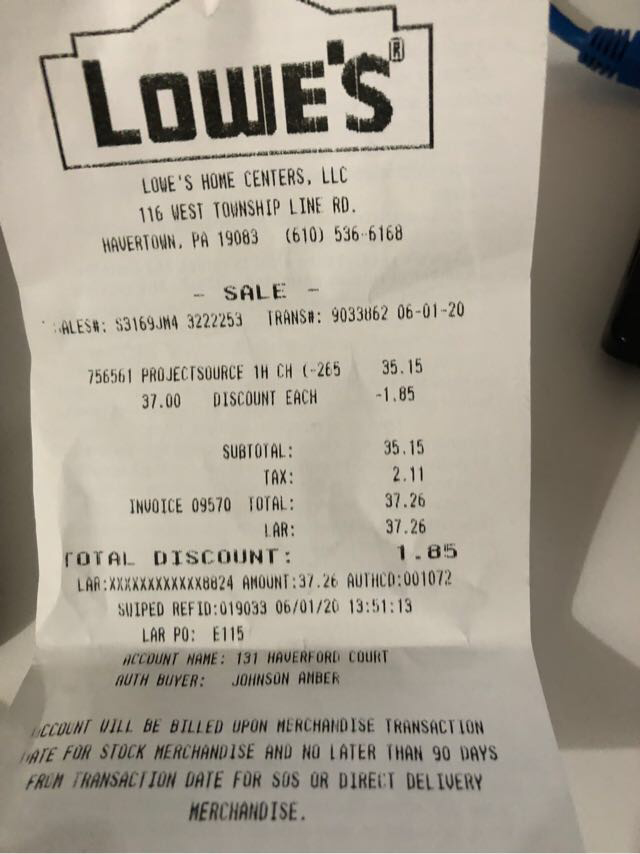 LOWE'S®
LOWE'S HOME CENTERS, LLC
116 WEST TOWNSHIP LINE RD.
HAVERTOWN, PA 19083 (610) 536-6168
- SALE -
ALES#: S3169JM4 3222253 TRANS#: 9033862 06-01-20
756561 PROJECTSOURCE 1H CH (-265 35.15
37.00 DISCOUNT EACH -1.85
SUBTOTAL: 35.15
TAX: 2.11
INVOICE 09570 TOTAL: 37.26
LAR: 37.26
TOTAL DISCOUNT: 1.85
LAR:XXXXXXXXXXXX8824 AMOUNT:37.26 AUTHCD:001072
SWIPED REFID:019033 06/01/20 13:51:13
LAR PO: E115
ACCOUNT NAME: 131 HAVERFORD COURT
AUTH BUYER: JOHNSON AMBER
ACCOUNT WILL BE BILLED UPON MERCHANDISE TRANSACTION
DATE FOR STOCK MERCHANDISE AND NO LATER THAN 90 DAYS
FROM TRANSACTION DATE FOR SOS OR DIRECT DELIVERY
MERCHANDISE.